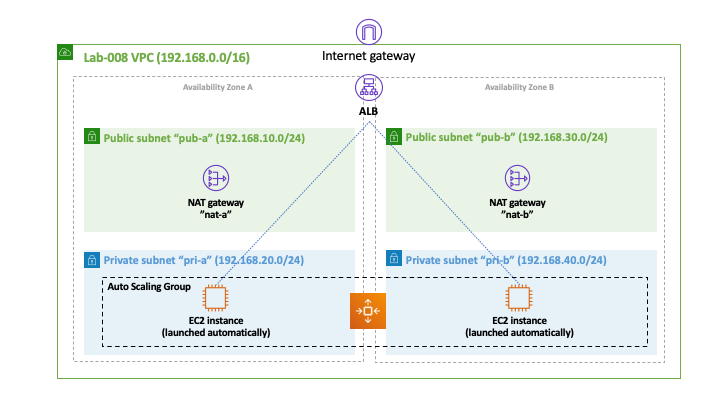 Internet gateway
Lab-008 VPC (192.168.0.0/16)
Availability Zone A
Availability Zone B
ALB
Public subnet “pub-a” (192.168.10.0/24)
Public subnet “pub-b” (192.168.30.0/24)
NAT gateway
”nat-a”
NAT gateway
”nat-b”
Private subnet “pri-a” (192.168.20.0/24)
Private subnet “pri-b” (192.168.40.0/24)
Auto Scaling Group
EC2 instance
(launched automatically)
EC2 instance
(launched automatically)